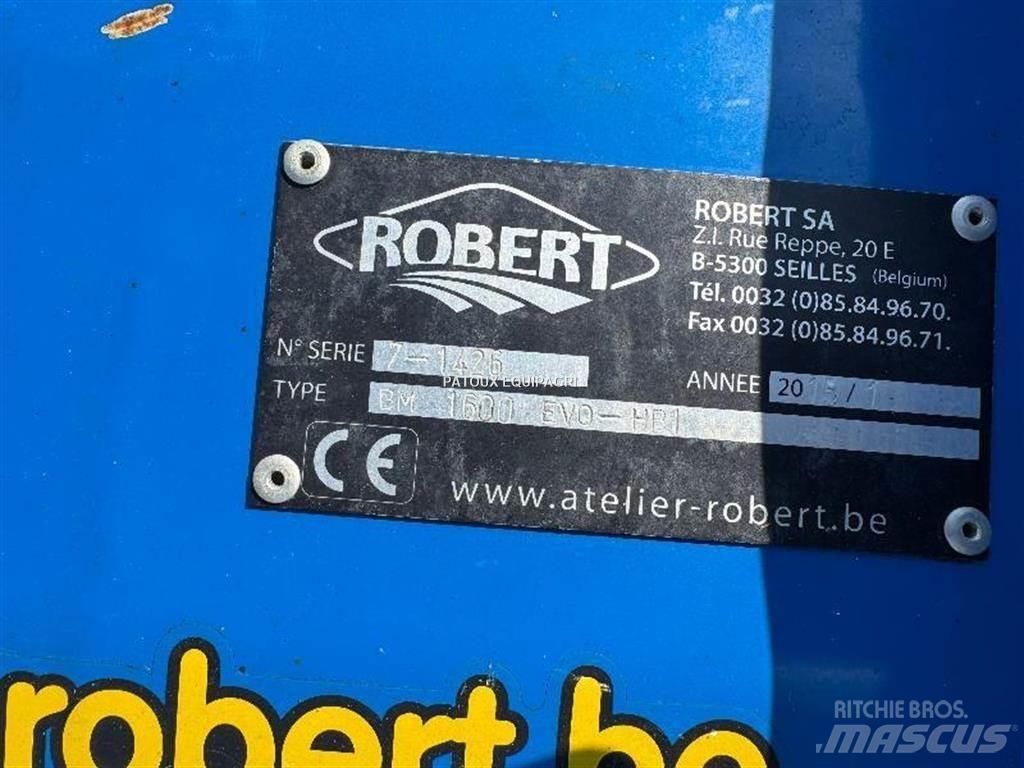 ROBERT
ROBERT SA
Z.I. Rue Reppe, 20 E
B-5300 SEILLES (Belgium)
Tél. 0032 (0)85.84.96.70.
Fax 0032 (0)85.84.96.71.
N° SERIE 7-1426
PATOUX EQUIPAGRI
ANNEE 2015/1
TYPE BM 1600 EVO-HB1
CE
www.atelier-robert.be
robert.be
RITCHIE BROS.
MASCUS